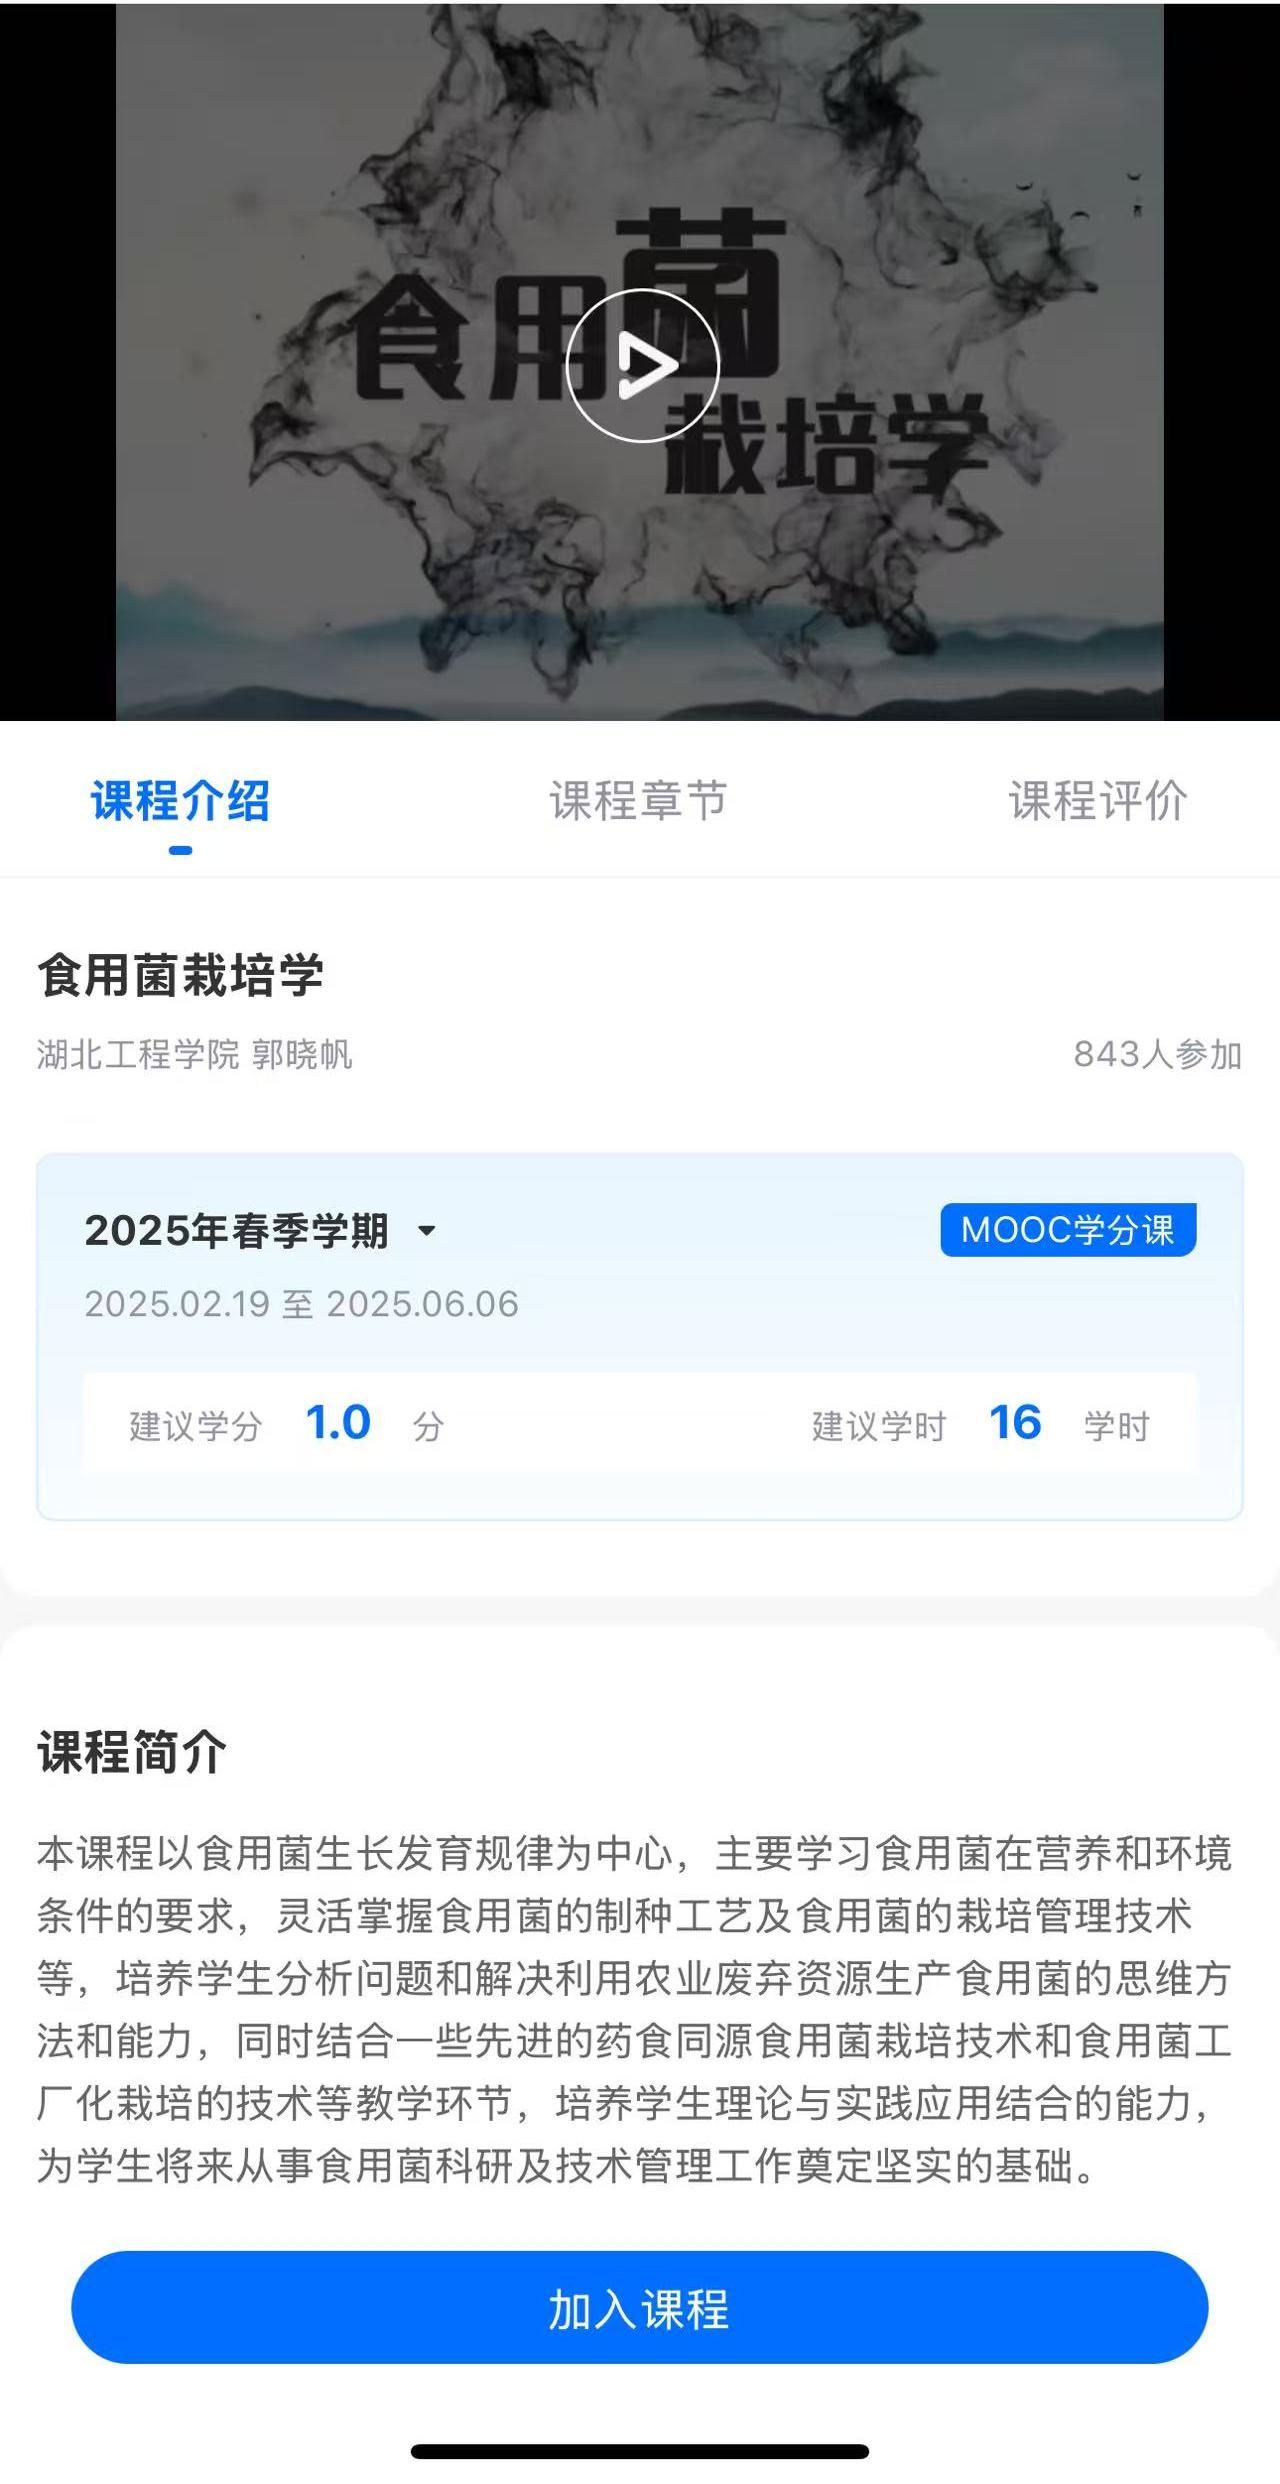 食用菌
栽培学
课程介绍 课程章节 课程评价
食用菌栽培学
湖北工程学院 郭晓帆 843人参加
2025年春季学期 MOOC学分课
2025.02.19 至 2025.06.06
建议学分 1.0 分 建议学时 16 学时
课程简介
本课程以食用菌生长发育规律为中心，主要学习食用菌在营养和环境
条件的要求，灵活掌握食用菌的制种工艺及食用菌的栽培管理技术
等，培养学生分析问题和解决利用农业废弃资源生产食用菌的思维方
法和能力，同时结合一些先进的药食同源食用菌栽培技术和食用菌工
厂化栽培的技术等教学环节，培养学生理论与实践应用结合的能力，
为学生将来从事食用菌科研及技术管理工作奠定坚实的基础。
加入课程